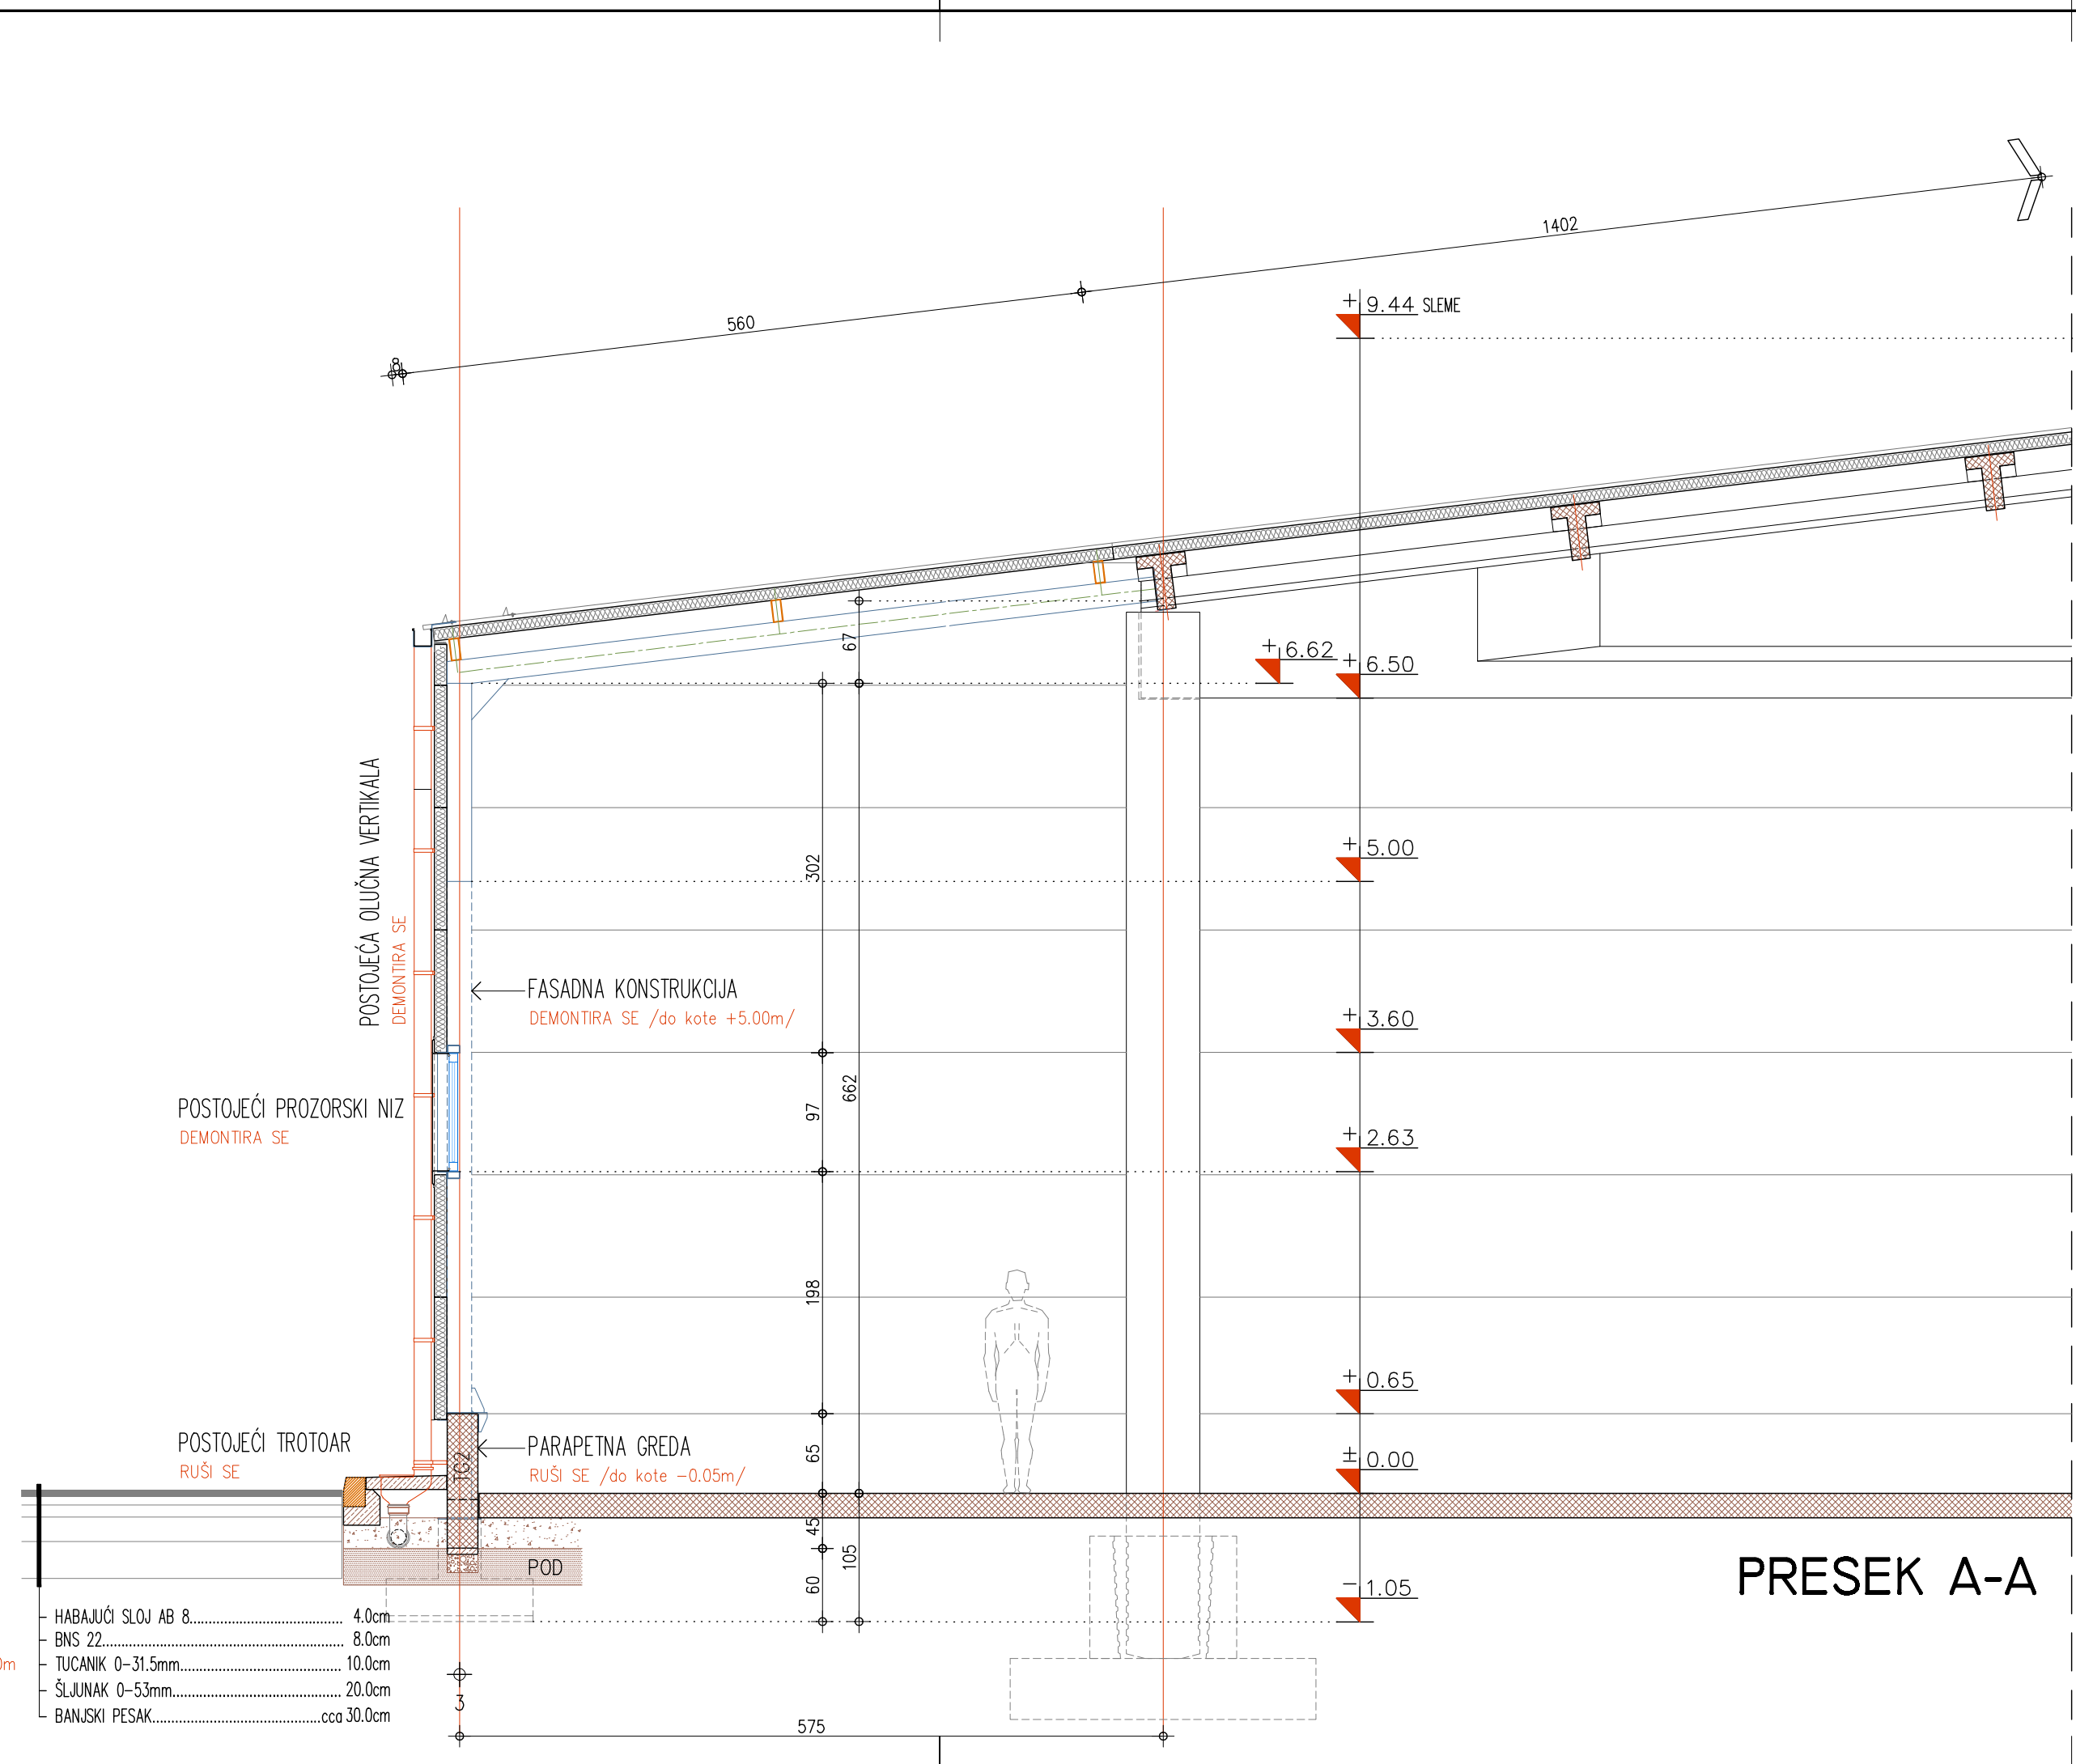 1402
560
8
+ 9.44 SLEME
67
+ 6.62
+ 6.50
POSTOJEĆA OLUČNA VERTIKALA
DEMONTIRA SE
302
+ 5.00
FASADNA KONSTRUKCIJA
DEMONTIRA SE /do kote +5.00m/
+ 3.60
POSTOJEĆI PROZORSKI NIZ
DEMONTIRA SE
97
662
+ 2.63
198
+ 0.65
POSTOJEĆI TROTOAR
RUŠI SE
TG2
PARAPETNA GREDA
RUŠI SE /do kote -0.05m/
65
± 0.00
45
105
60
POD
- 1.05
PRESEK A-A
HABAJUĆI SLOJ AB 8........................................ 4.0cm
BNS 22............................................................... 8.0cm
TUCANIK 0-31.5mm.......................................... 10.0cm
ŠLJUNAK 0-53mm............................................ 20.0cm
BANJSKI PESAK............................................cca 30.0cm
3
575